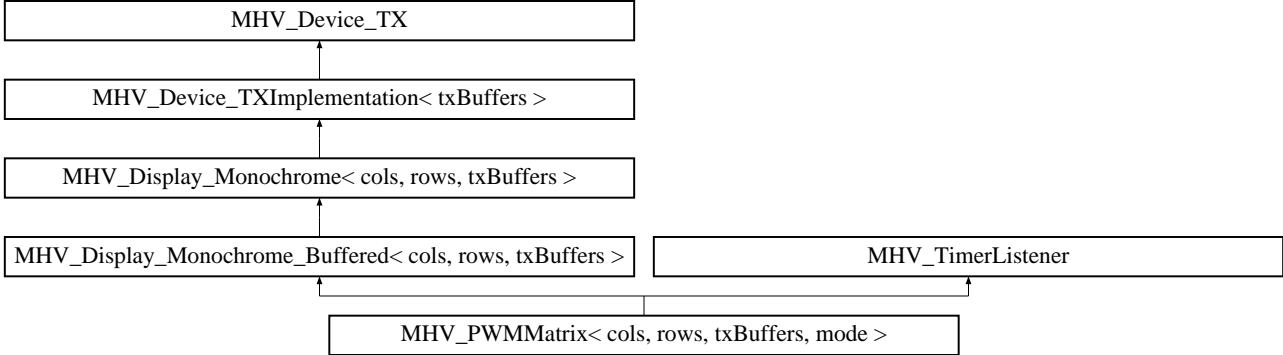 MHV_Device_TX
MHV_Device_TXImplementation< txBuffers >
MHV_Display_Monochrome< cols, rows, txBuffers >
MHV_Display_Monochrome_Buffered< cols, rows, txBuffers >
MHV_TimerListener
MHV_PWMMatrix< cols, rows, txBuffers, mode >